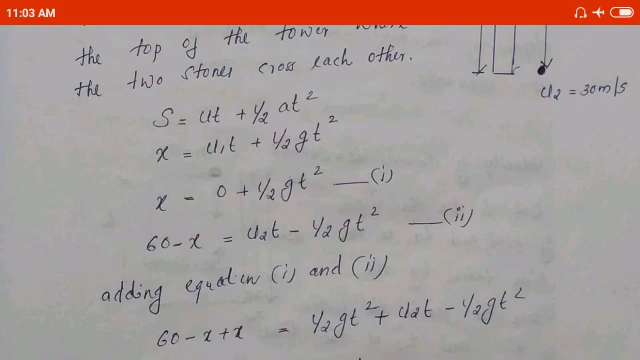 11:03 AM
the top of the tower where
the two stones cross each other.
u2 = 30m/s
S = ut + 1/2 at²
x = u1t + 1/2 gt²
x = 0 + 1/2 gt² —(i)
60-x = u2t - 1/2 gt² —(ii)
adding equation (i) and (ii)
60-x+x = 1/2 gt² + u2t - 1/2 gt²